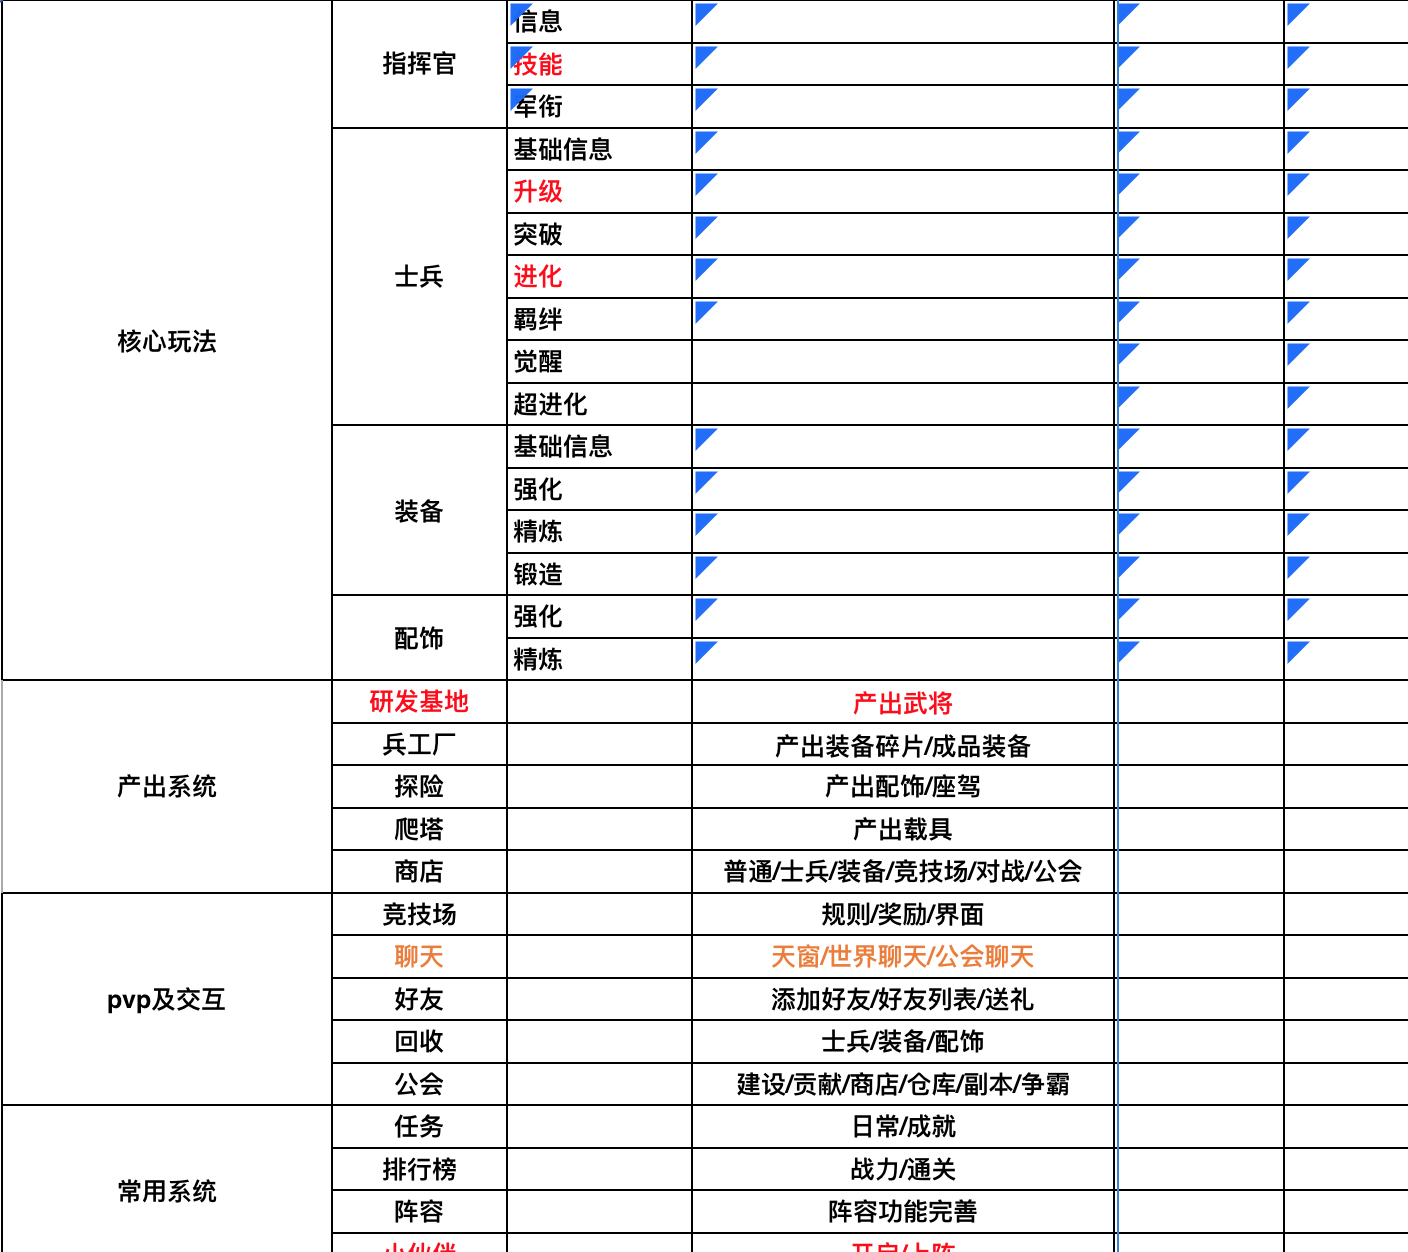 信息
指挥官
技能
军衔
基础信息
升级
突破
进化
士兵
羁绊
核心玩法
觉醒
超进化
基础信息
强化
装备
精炼
锻造
强化
配饰
精炼
研发基地 产出武将
兵工厂 产出装备碎片/成品装备
产出系统 探险 产出配饰/座驾
爬塔 产出载具
商店 普通/士兵/装备/竞技场/对战/公会
竞技场 规则/奖励/界面
聊天 天窗/世界聊天/公会聊天
pvp及交互 好友 添加好友/好友列表/送礼
回收 士兵/装备/配饰
公会 建设/贡献/商店/仓库/副本/争霸
任务 日常/成就
排行榜 战力/通关
常用系统
阵容 阵容功能完善